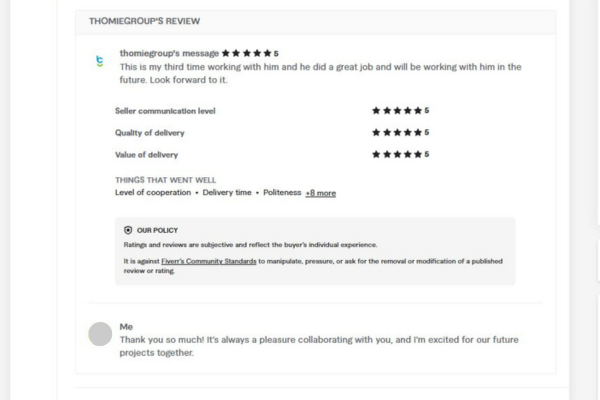 THOMIEGROUP'S REVIEW
thomiegroup's message ★★★★★ 5
This is my third time working with him and he did a great job and will be working with him in the
future. Look forward to it.
Seller communication level ★★★★★ 5
Quality of delivery ★★★★★ 5
Value of delivery ★★★★★ 5
THINGS THAT WENT WELL
Level of cooperation • Delivery time • Politeness +8 more
OUR POLICY
Ratings and reviews are subjective and reflect the buyer's individual experience.
It is against Fiverr's Community Standards to manipulate, pressure, or ask for the removal or modification of a published
review or rating.
Me
Thank you so much! It's always a pleasure collaborating with you, and I'm excited for our future
projects together.